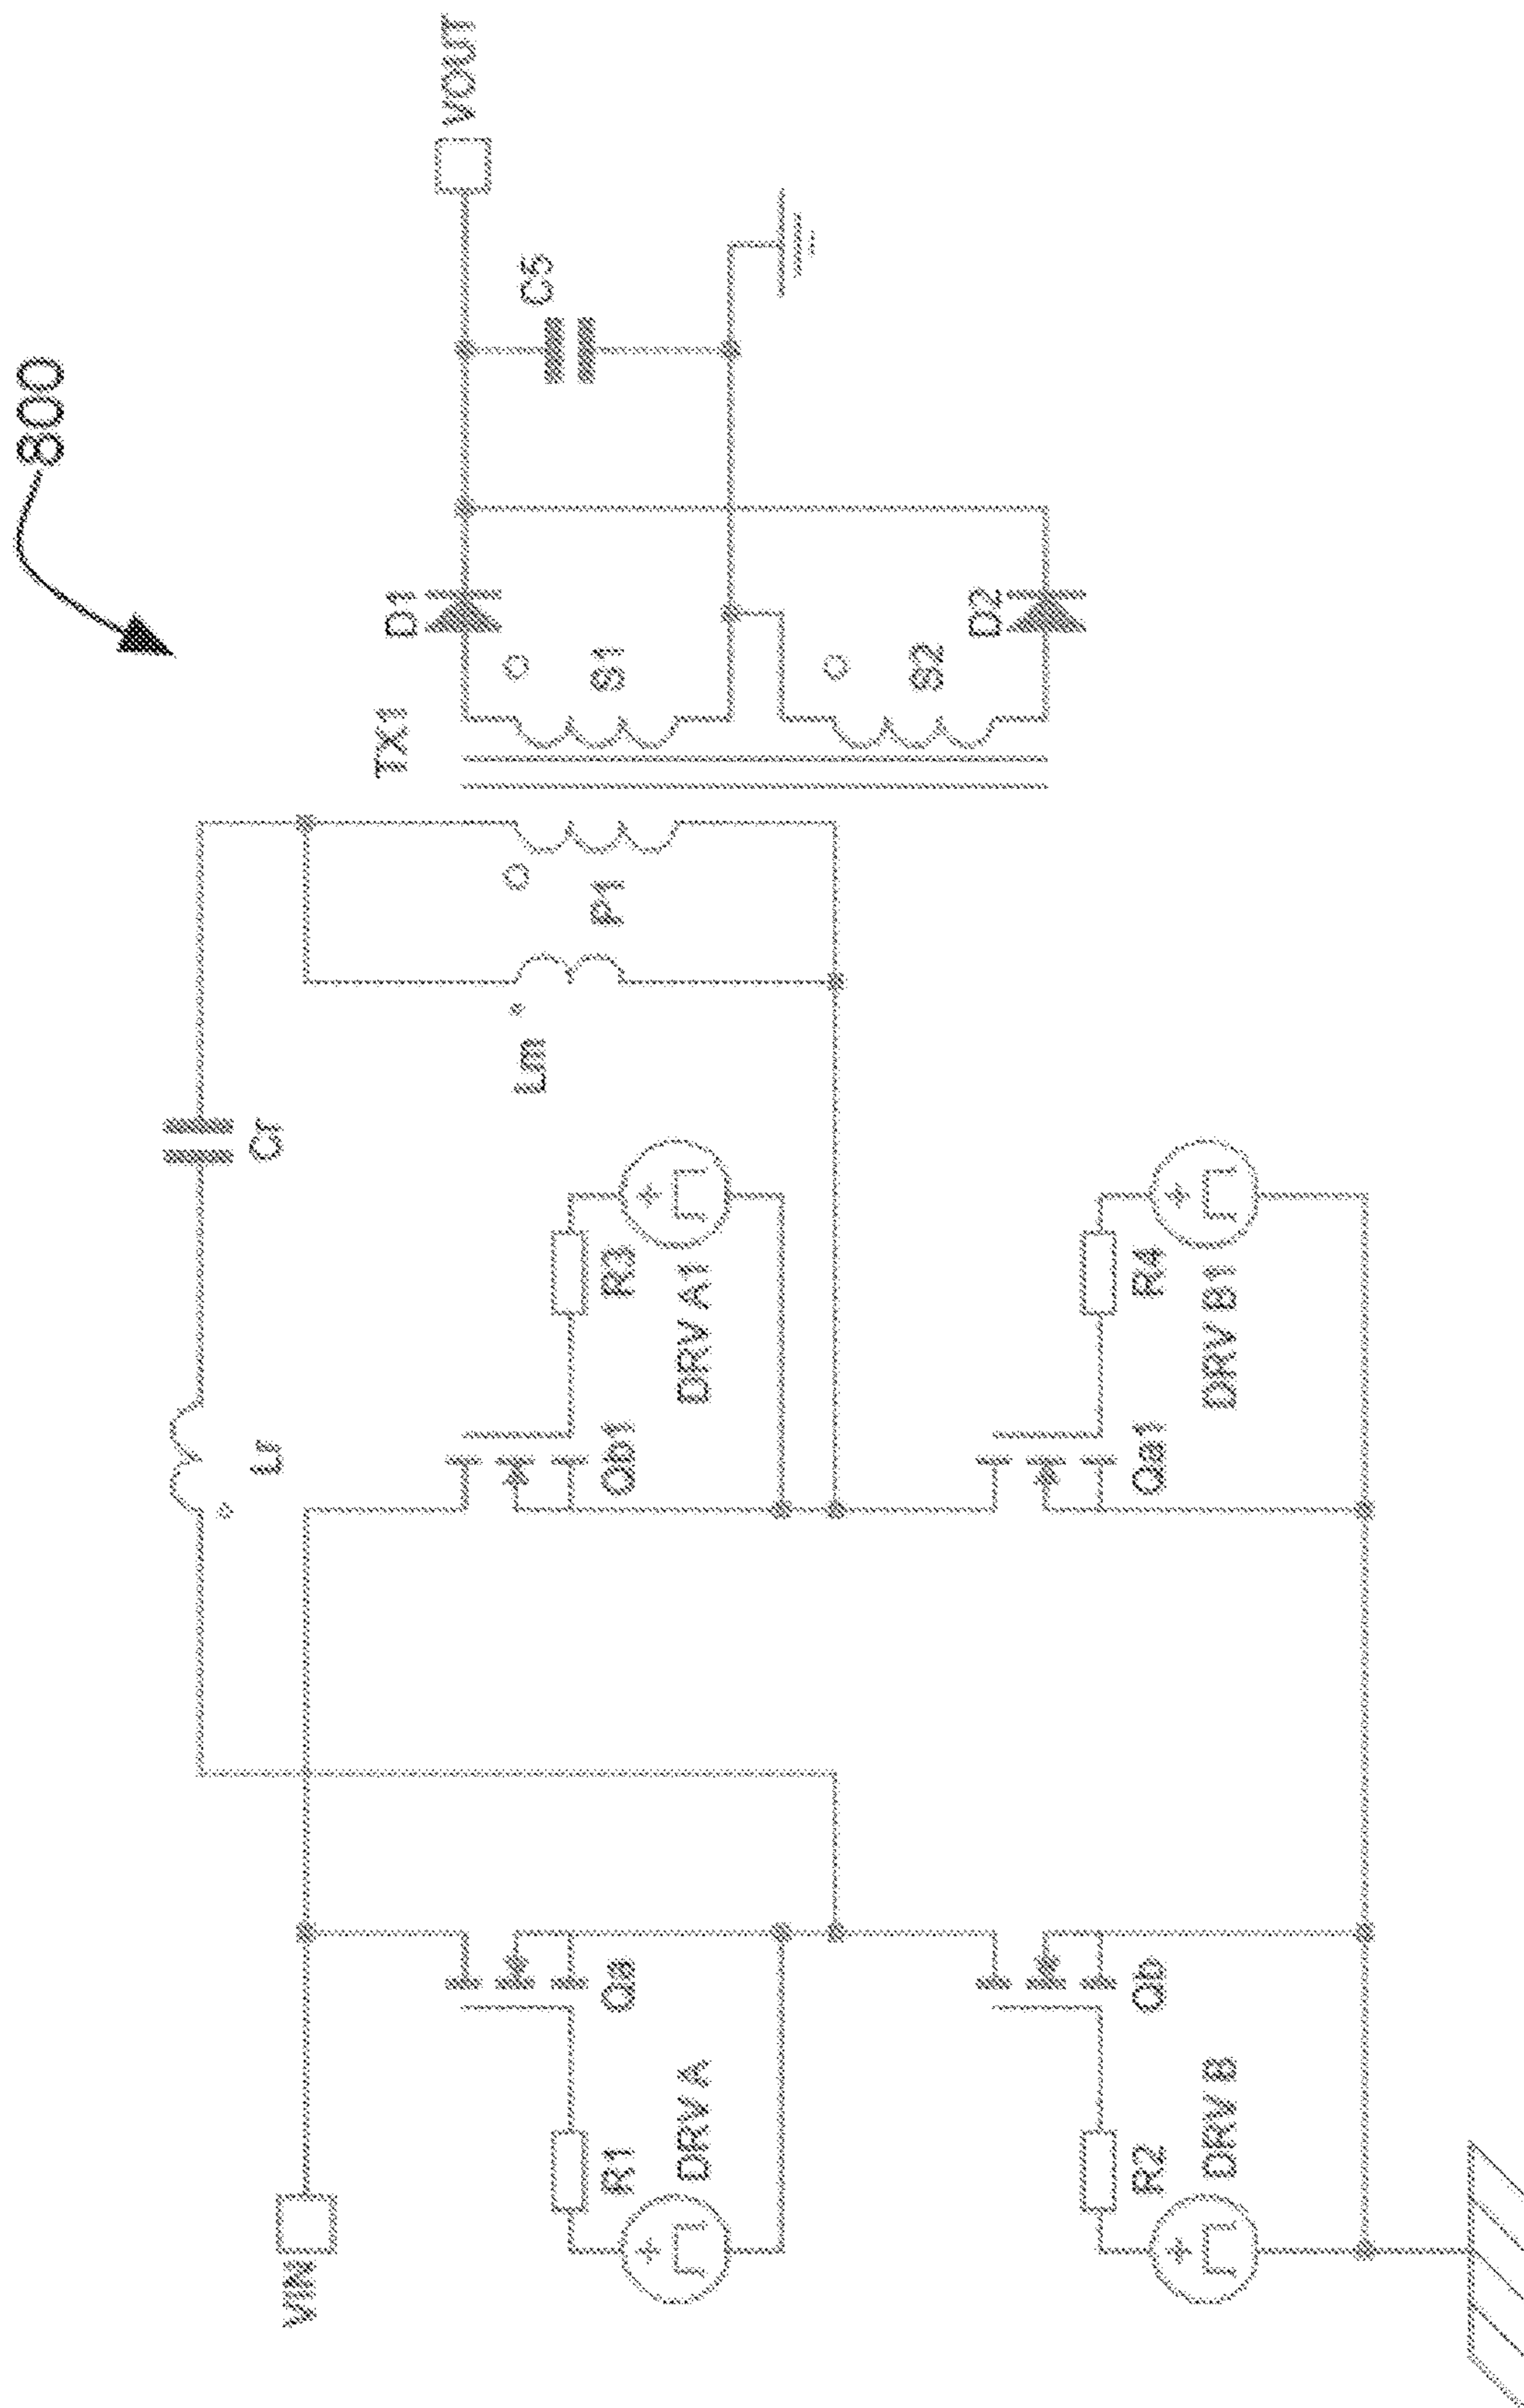 800
VIN
VOUT
Lr
Cr
TX1
Lm
P1
S1
S2
D1
D2
C5
Qa
R1
DRV A
Qb1
R3
DRV A1
Qb
R2
DRV B
Qa1
R4
DRV B1